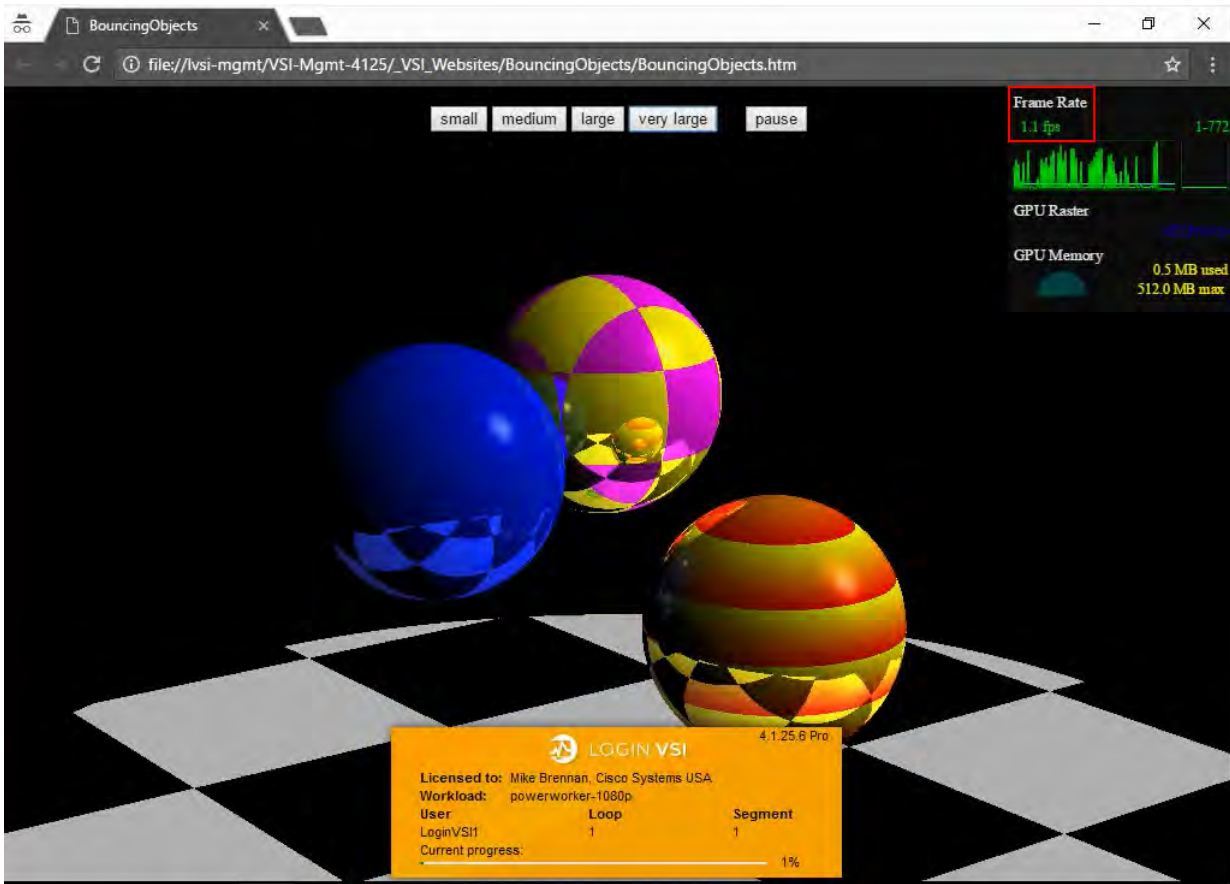 BouncingObjects
file://lvsi-mgmt/VSI-Mgmt-4125/_VSI_Websites/BouncingObjects/BouncingObjects.htm
small medium large very large pause
Frame Rate
1.1 fps 1-772
GPU Raster
GPU Memory
0.5 MB used
512.0 MB max
4.1.25.6 Pro
LOGIN VSI
Licensed to: Mike Brennan, Cisco Systems USA
Workload: powerworker-1080p
User Loop Segment
LoginVSI1 1 1
Current progress:
1%